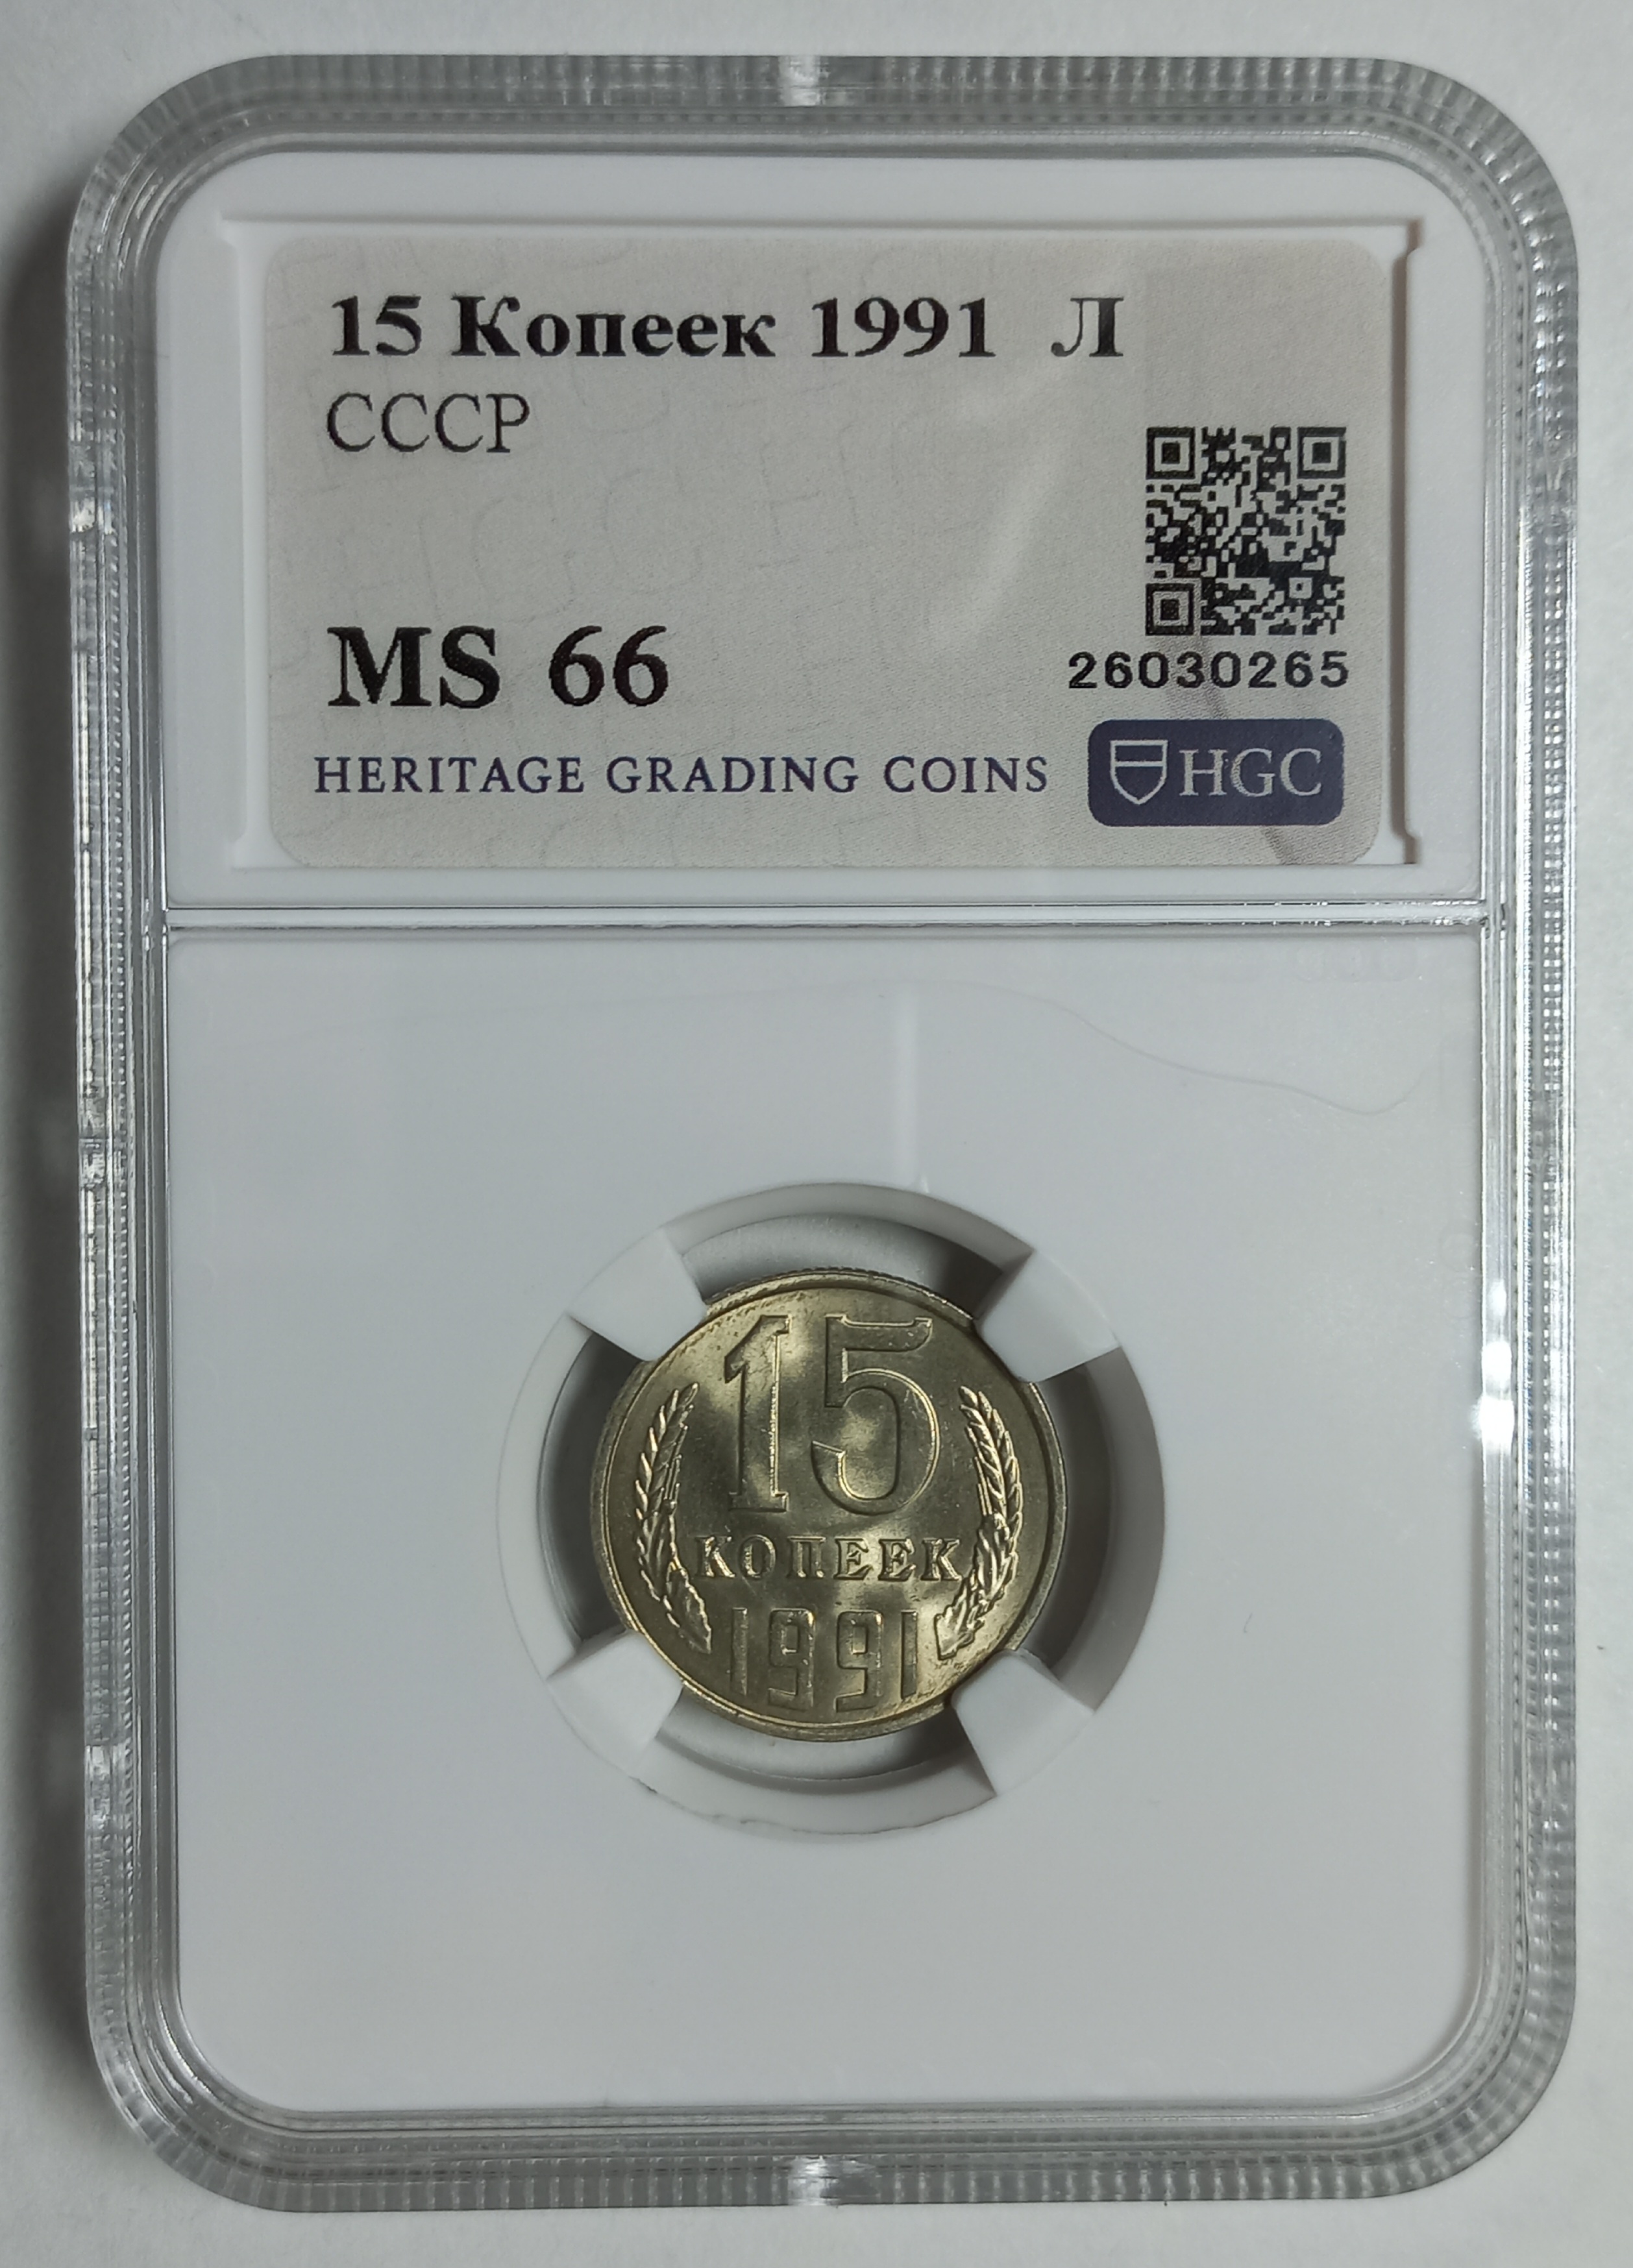 15 Копеек 1991 Л
СССР
MS 66
26030265
HERITAGE GRADING COINS HGC
15
КОПЕЕК
1991